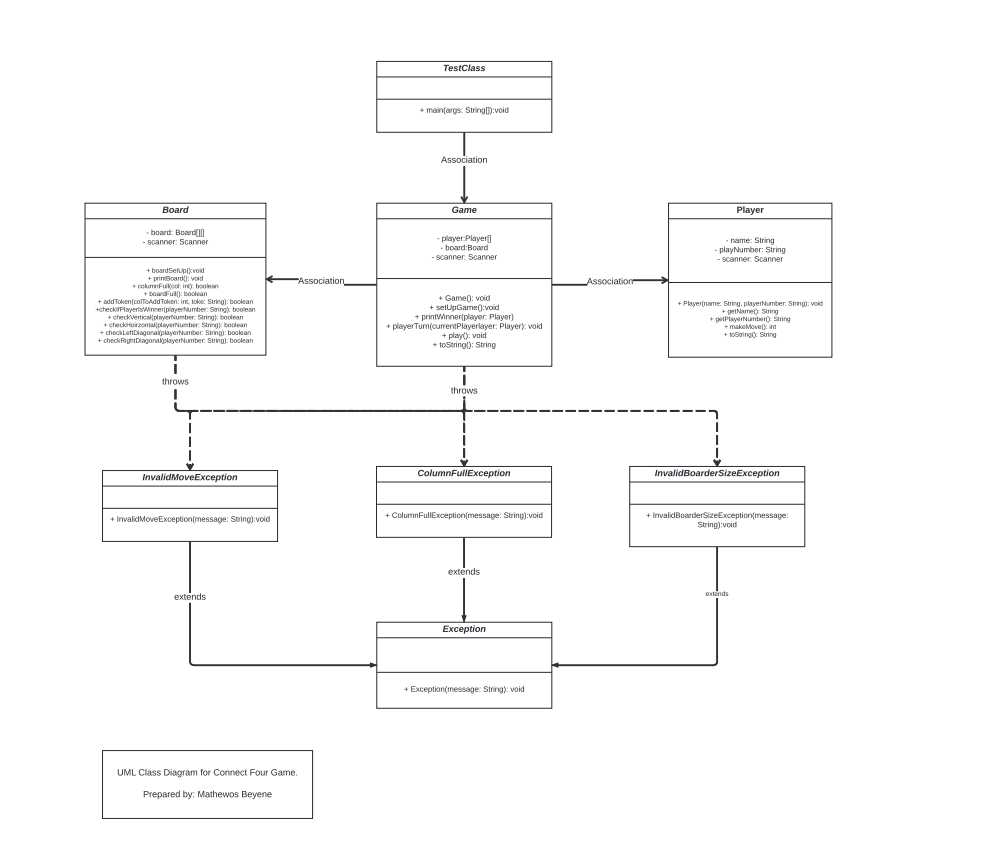 TestClass
+ main(args: String[]):void
Association
Board
- board: Board[][]
- scanner: Scanner
+ boardSetUp():void
+ printBoard(): void
+ columnFull(col: int): boolean
+ boardFull(): boolean
+ addToken(colToAddToken: int, toke: String): boolean
+checkIfPlayerIsWinner(playerNumber: String): boolean
+ checkVertical(playerNumber: String): boolean
+ checkHoizontal(playerNumber: String): boolean
+ checkLeftDiagonal(playerNumber: String): boolean
+ checkRightDiagonal(playerNumber: String): boolean
Association
Game
- player:Player[]
- board:Board
- scanner: Scanner
+ Game(): void
+ setUpGame():void
+ printWinner(player: Player)
+ playerTurn(currentPlayerlayer: Player): void
+ play(): void
+ toString(): String
Association
Player
- name: String
- playNumber: String
- scanner: Scanner
+ Player(name: String, playerNumber: String): void
+ getName(): String
+ getPlayerNumber(): String
+ makeMove(): int
+ toString(): String
throws
throws
InvalidMoveException
+ InvalidMoveException(message: String):void
ColumnFullException
+ ColumnFullException(message: String):void
InvalidBoarderSizeException
+ InvalidBoarderSizeException(message:
String):void
extends
extends
extends
Exception
+ Exception(message: String): void
UML Class Diagram for Connect Four Game.
Prepared by: Mathewos Beyene